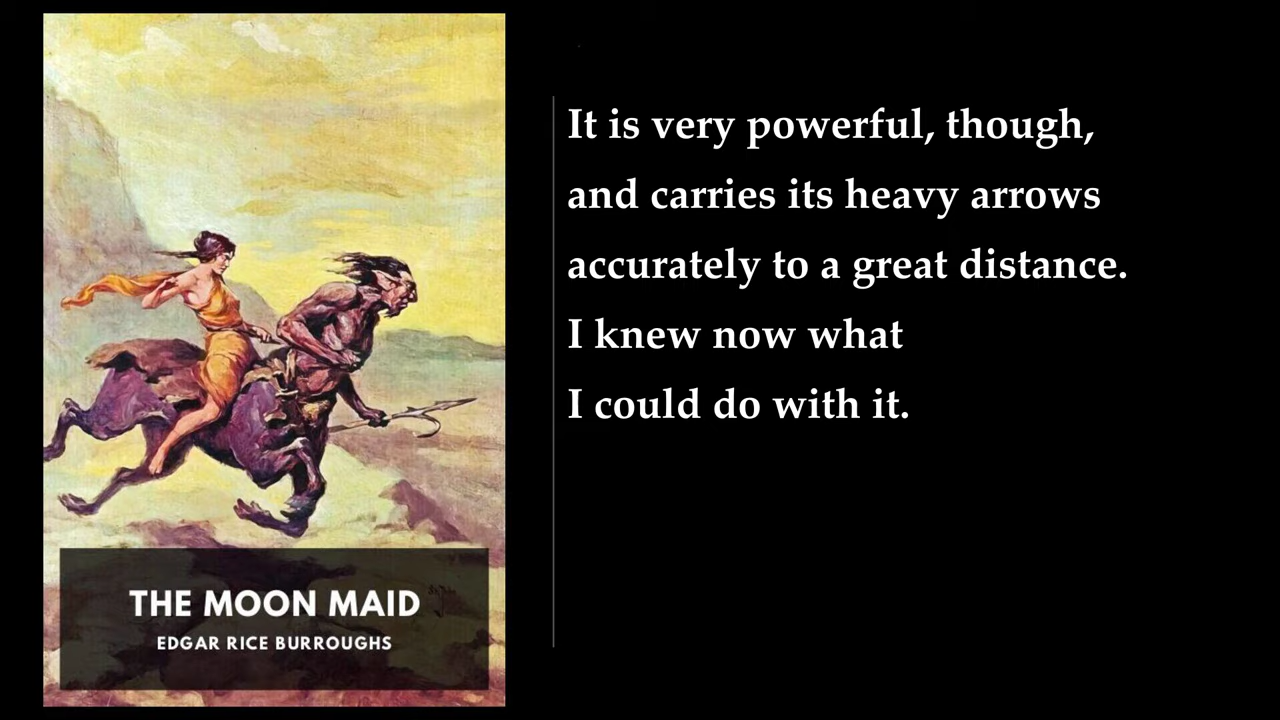 THE MOON MAID
EDGAR RICE BURROUGHS
It is very powerful, though,
and carries its heavy arrows
accurately to a great distance.
I knew now what
I could do with it.